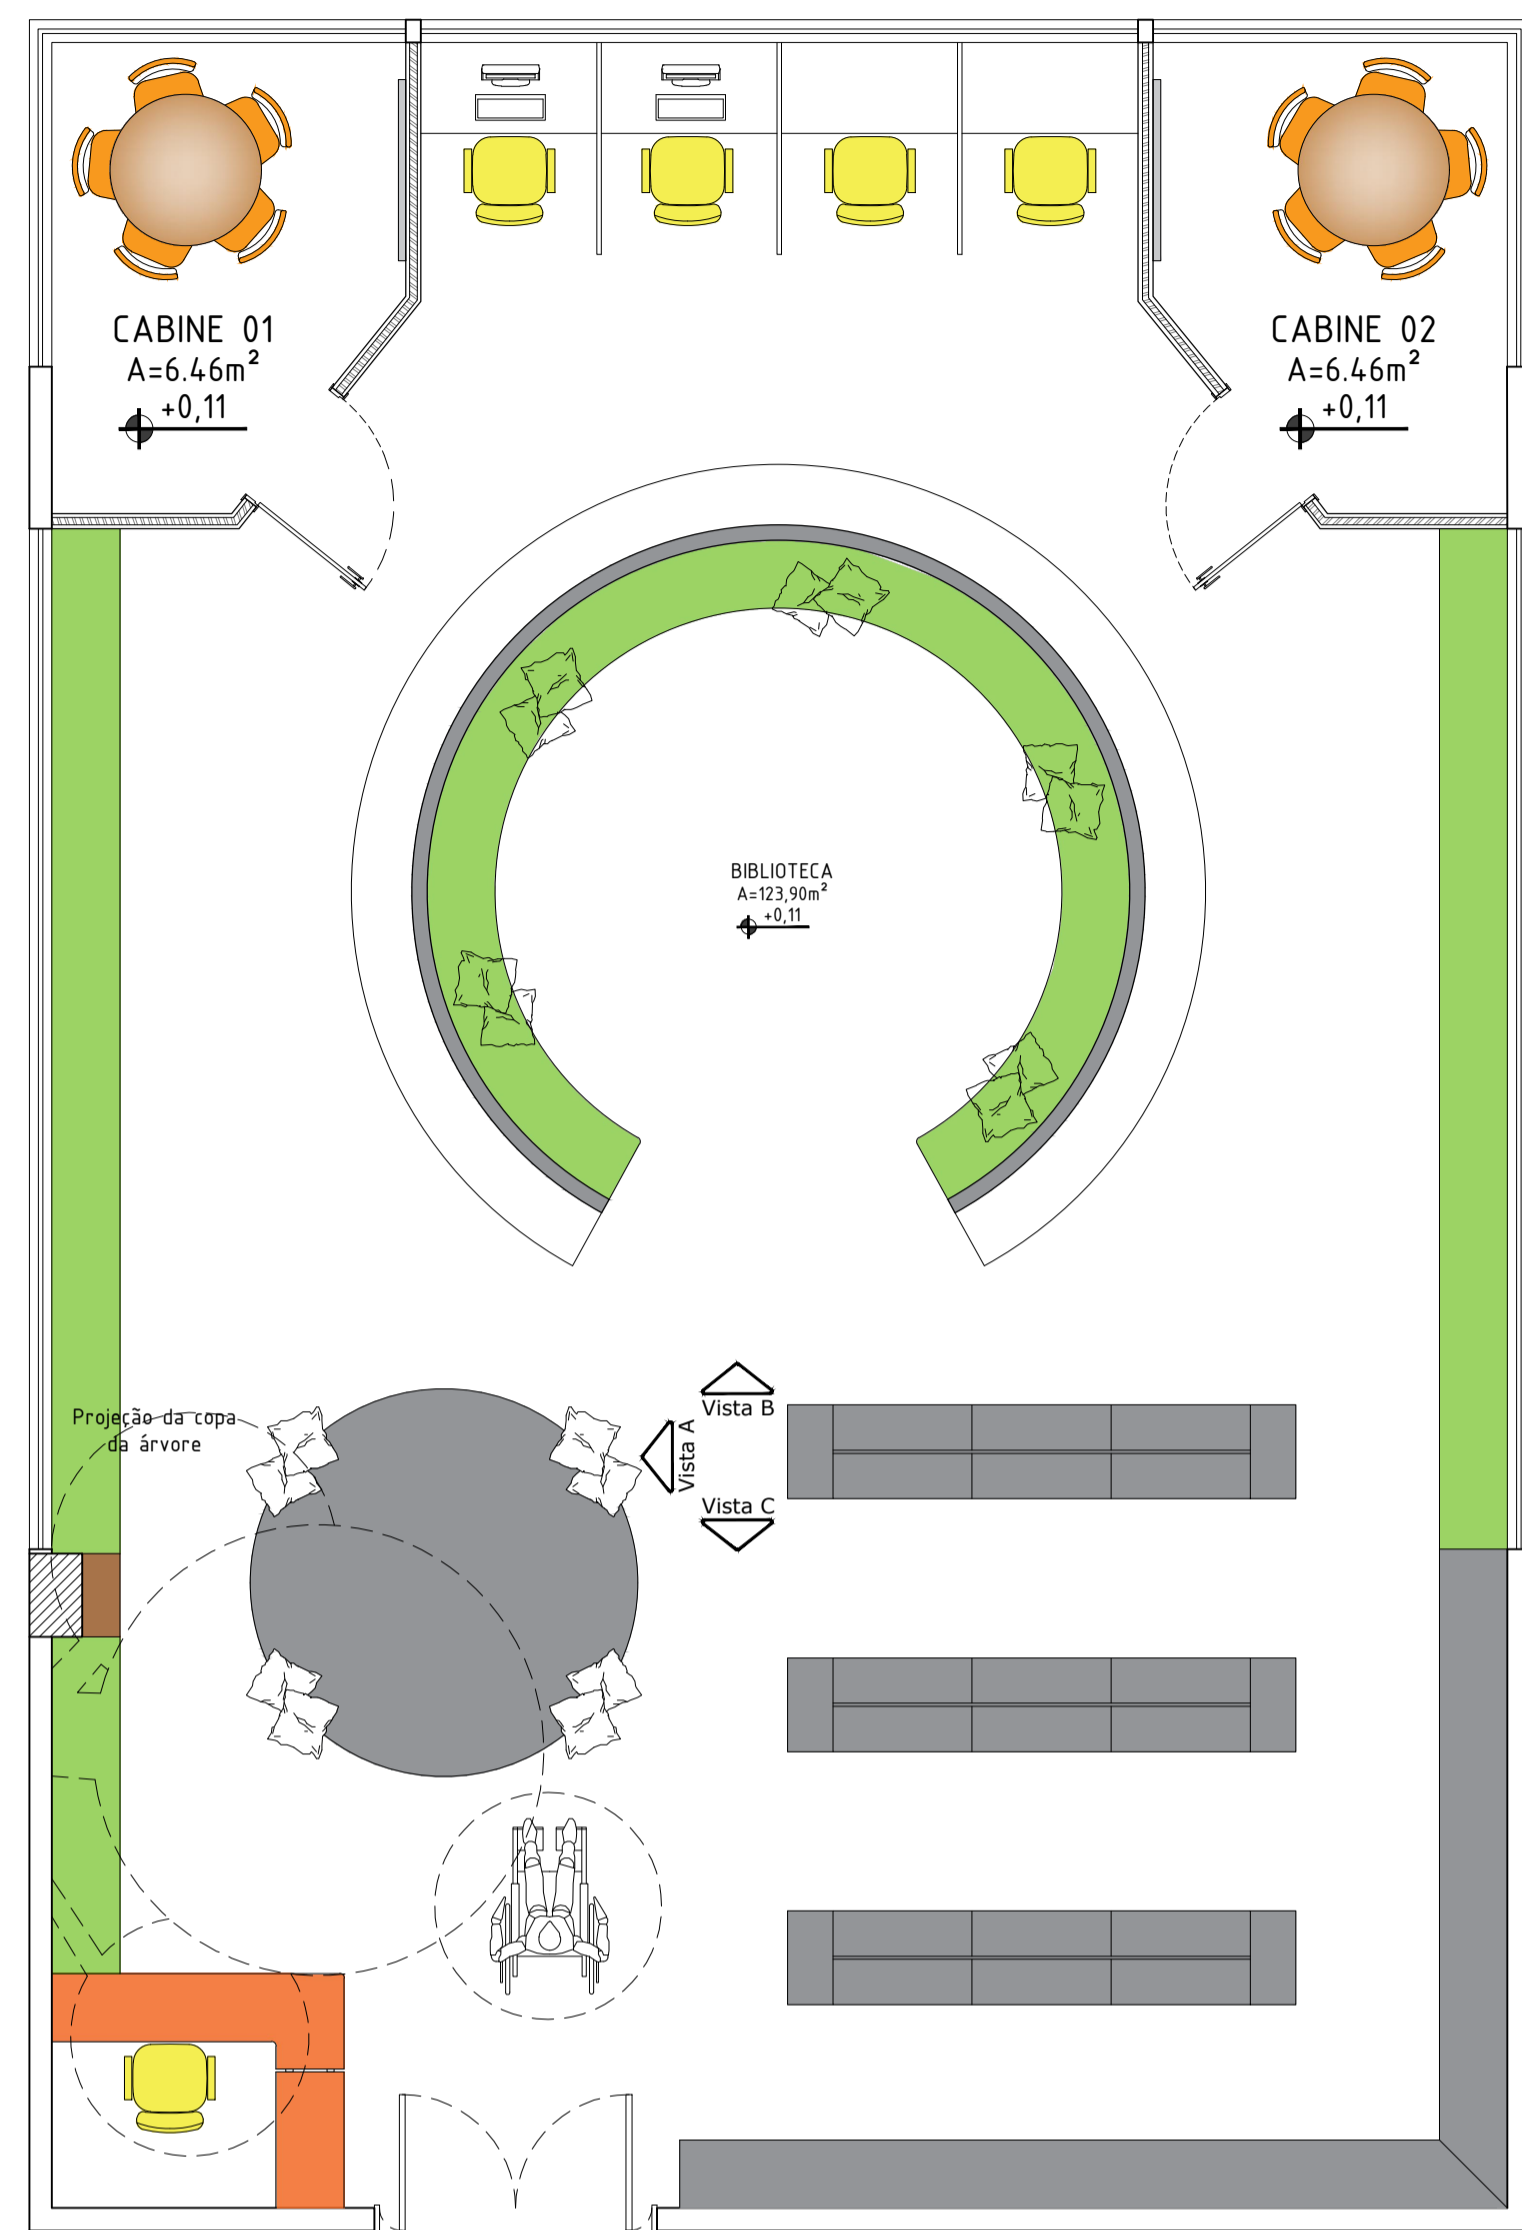 CABINE 01
A=6.46m²
+0,11
CABINE 02
A=6.46m²
+0,11
BIBLIOTECA
A=123,90m²
+0,11
Projeção da copa
da árvore
Vista B
Vista A
Vista C